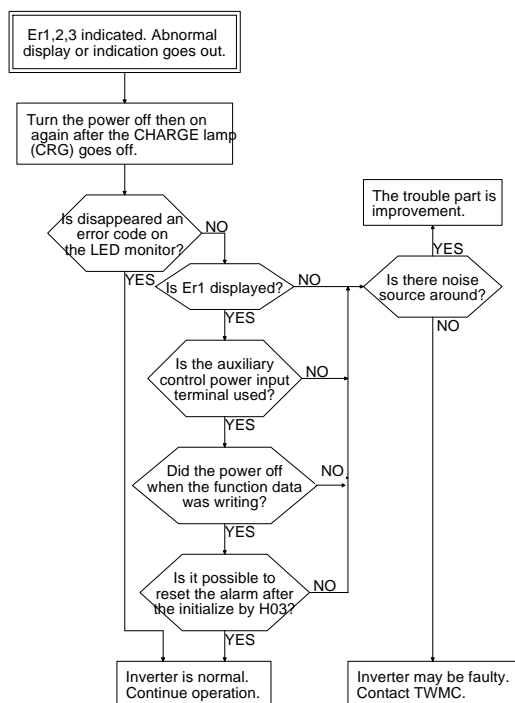 Er1,2,3 indicated. Abnormal
display or indication goes out.
Turn the power off then on
again after the CHARGE lamp
(CRG) goes off.
Is disappeared an
error code on
the LED monitor?
NO
YES
The trouble part is
improvement.
YES
Is Er1 displayed?
NO
Is there noise
source around?
YES
NO
Is the auxiliary
control power input
terminal used?
NO
YES
Did the power off
when the function data
was writing?
NO
YES
Is it possible to
reset the alarm after
the initialize by H03?
NO
YES
Inverter is normal.
Continue operation.
Inverter may be faulty.
Contact TWMC.